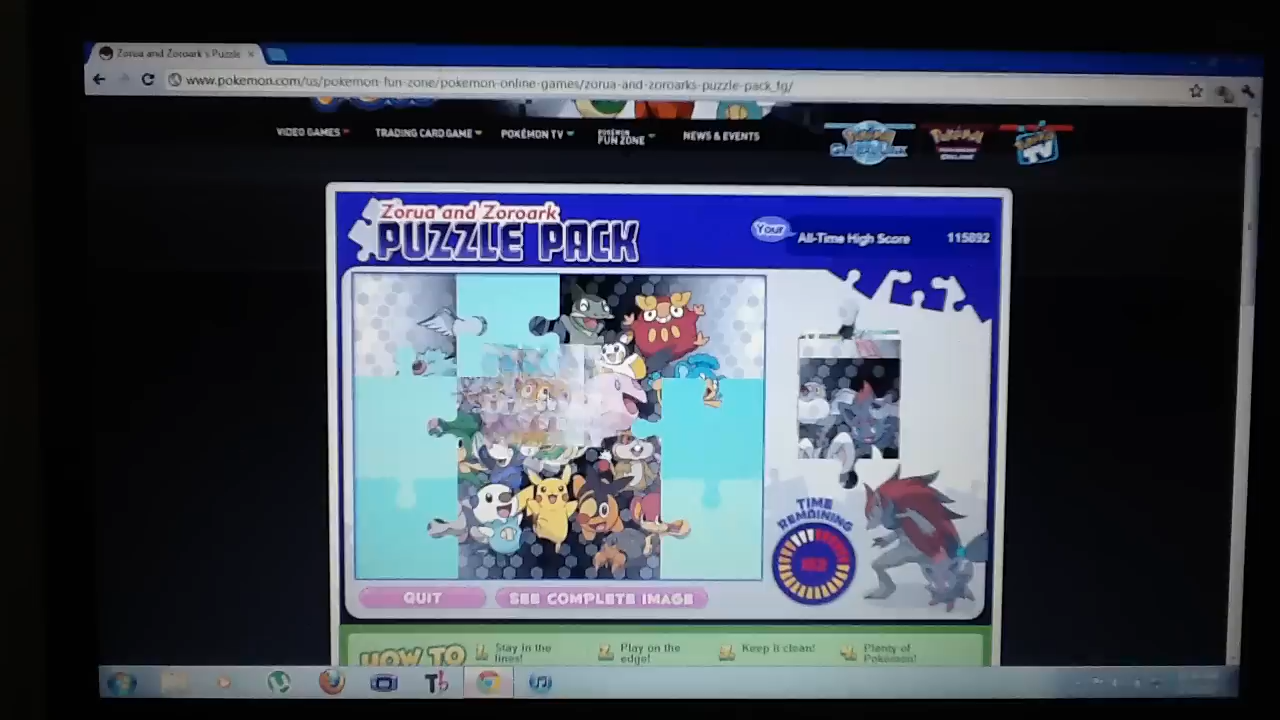 Zorua and Zoroark's Puzzle
www.pokemon.com/us/pokemon-fun-zone/pokemon-online-games/zorua-and-zoroarks-puzzle-pack_fg/
VIDEO GAMES TRADING CARD GAME POKÉMON TV POKÉMON FUN ZONE NEWS & EVENTS
TV
Zorua and Zoroark
PUZZLE PACK
Your All-Time High Score 115892
TIME REMAINING
QUIT SEE COMPLETE IMAGE
HOW TO
Stay in the lines!
Play on the edge!
Keep it clean!
Plenty of Pokémon!